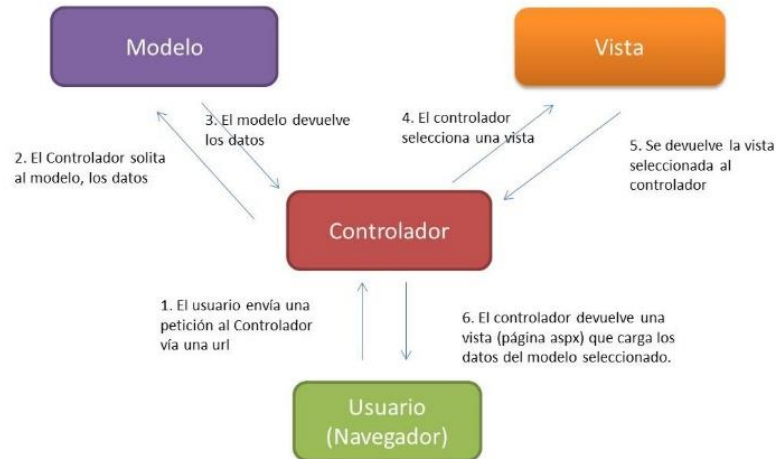 Modelo
Vista
3. El modelo devuelve
los datos
4. El controlador
selecciona una vista
2. El Controlador solita
al modelo, los datos
5. Se devuelve la vista
seleccionada al
controlador
Controlador
1. El usuario envía una
petición al Controlador
vía una url
6. El controlador devuelve una
vista (página aspx) que carga los
datos del modelo seleccionado.
Usuario
(Navegador)